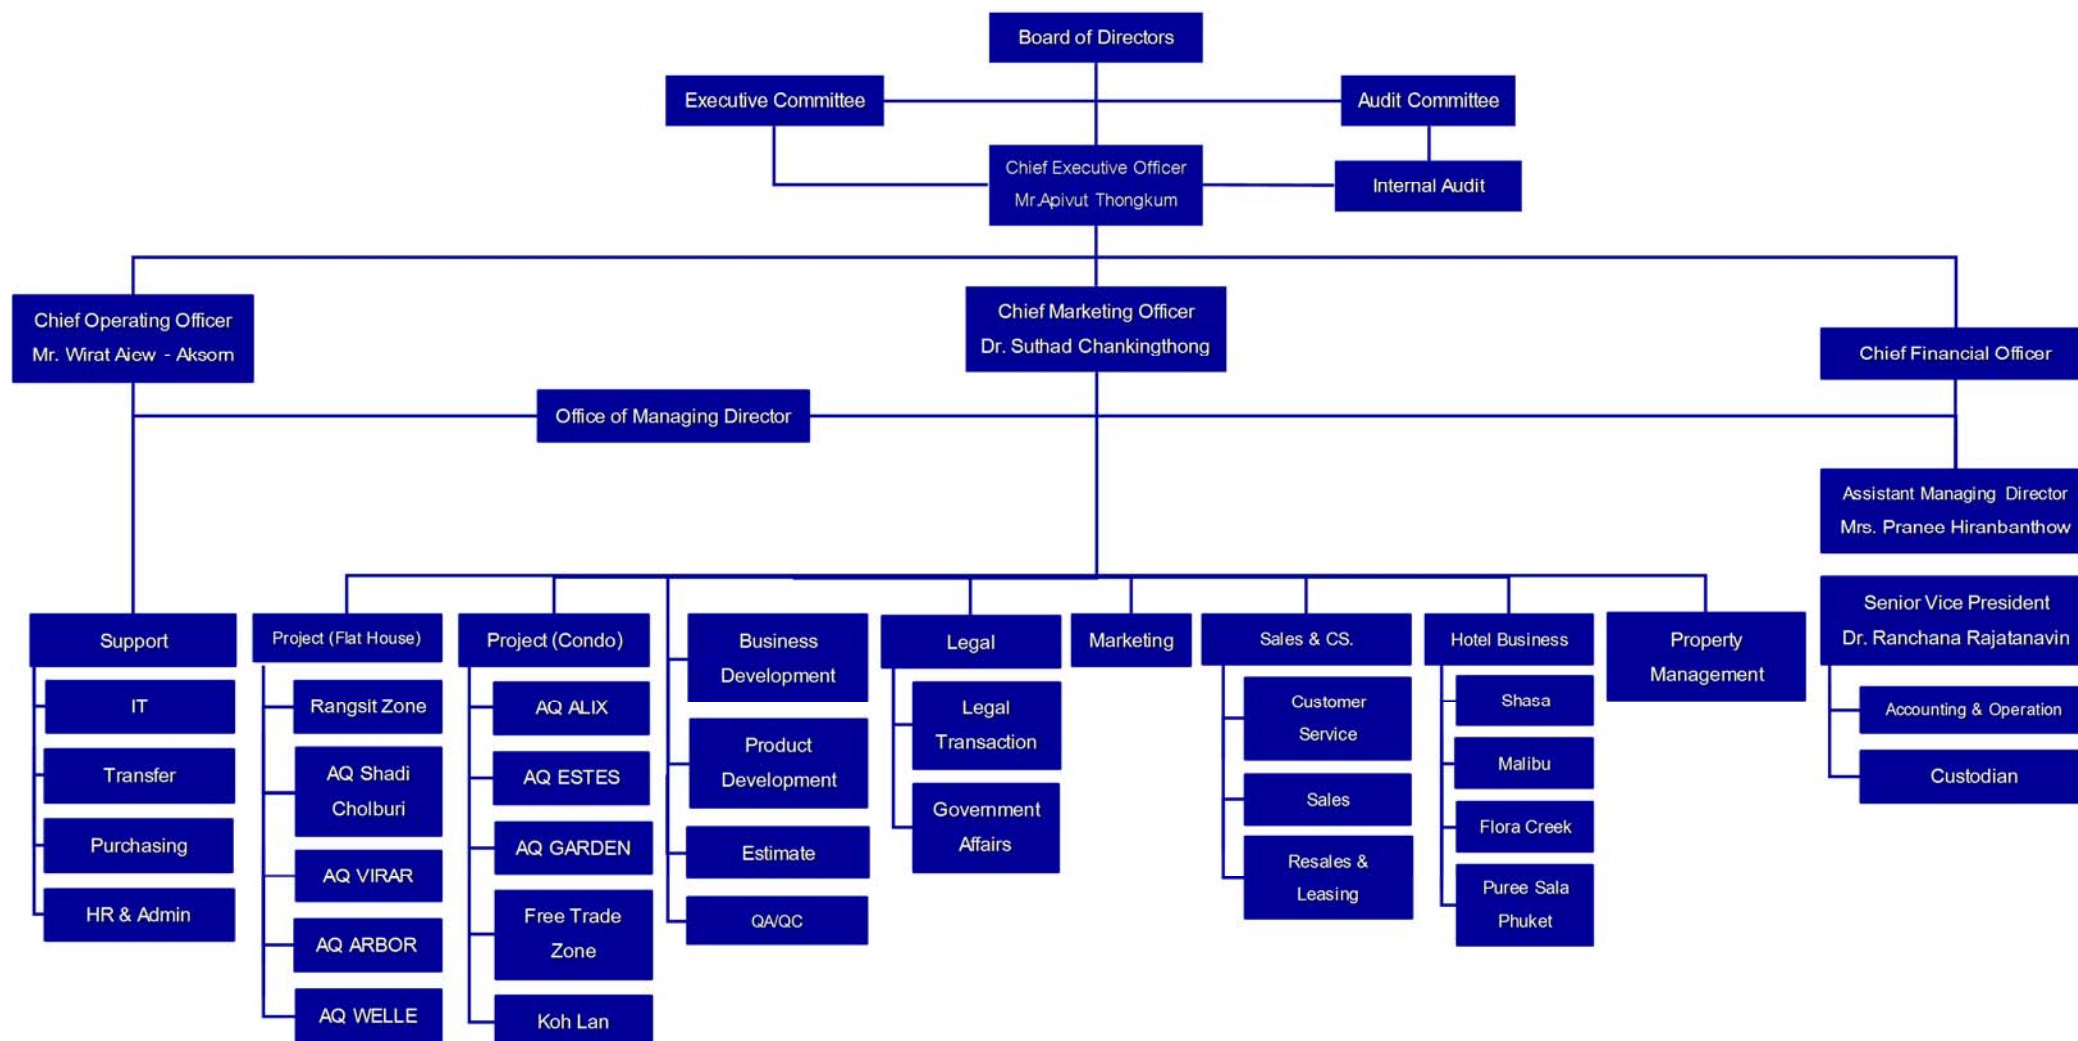 Board of Directors
Executive Committee
Audit Committee
Chief Executive Officer
Mr.Apivut Thongkum
Internal Audit
Chief Operating Officer
Mr. Wirat Aiew - Aksorn
Chief Marketing Officer
Dr. Suthad Chankingthong
Chief Financial Officer
Office of Managing Director
Assistant Managing Director
Mrs. Pranee Hiranbanthow
Senior Vice President
Dr. Ranchana Rajatanavin
Accounting & Operation
Custodian
Support
IT
Transfer
Purchasing
HR & Admin
Project (Flat House)
Rangsit Zone
AQ Shadi
Cholburi
AQ VIRAR
AQ ARBOR
AQ WELLE
Project (Condo)
AQ ALIX
AQ ESTES
AQ GARDEN
Free Trade
Zone
Koh Lan
Business
Development
Product
Development
Estimate
QA/QC
Legal
Legal
Transaction
Government
Affairs
Marketing
Sales & CS.
Customer
Service
Sales
Resales &
Leasing
Hotel Business
Shasa
Malibu
Flora Creek
Puree Sala
Phuket
Property
Management